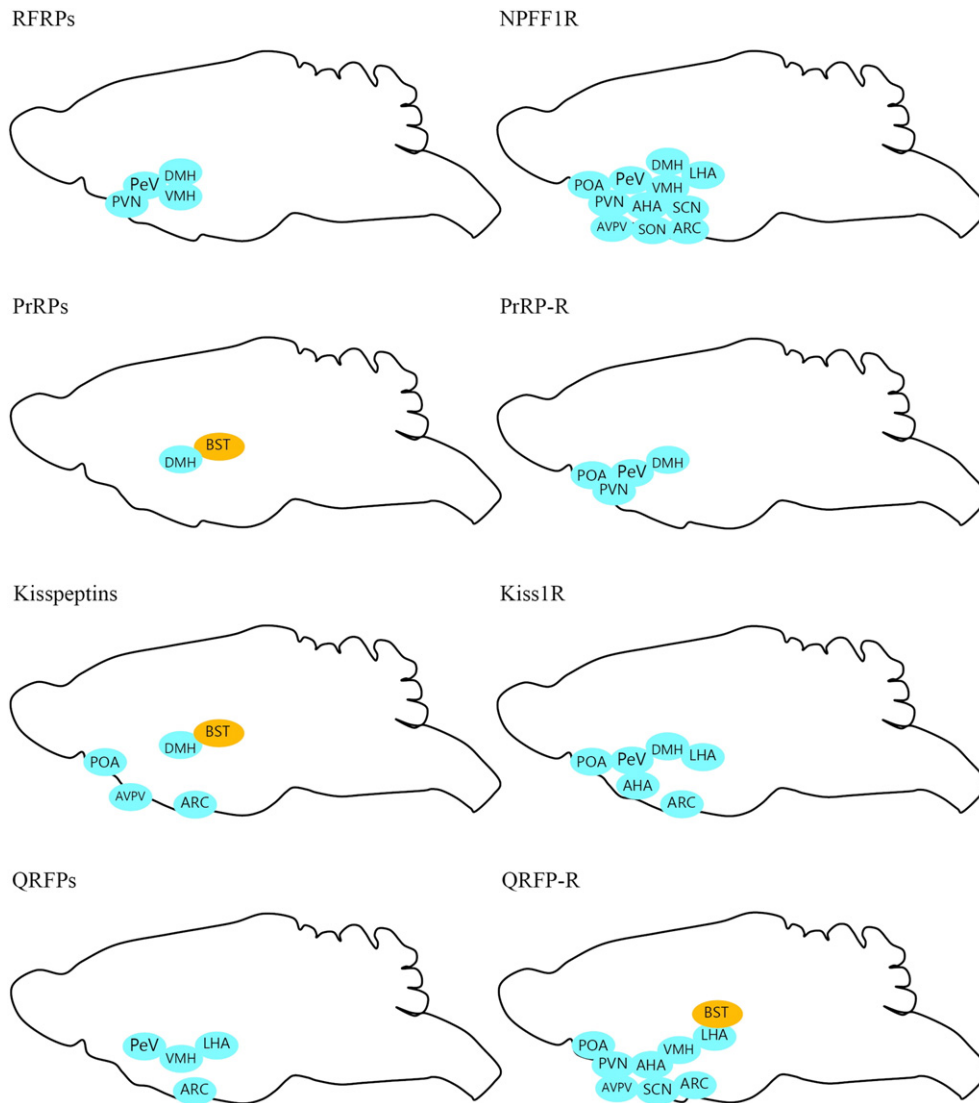 RFRPs
DMH
PeV
VMH
PVN
NPFF1R
DMH
LHA
POA
PeV
VMH
PVN
AHA
SCN
AVPV
SON
ARC
PrRPs
BST
DMH
PrRP-R
DMH
POA
PeV
PVN
Kisspeptins
BST
DMH
POA
AVPV
ARC
Kiss1R
DMH
LHA
POA
PeV
AHA
ARC
QRFPs
PeV
LHA
VMH
ARC
QRFP-R
BST
LHA
POA
VMH
PVN
AHA
AVPV
SCN
ARC